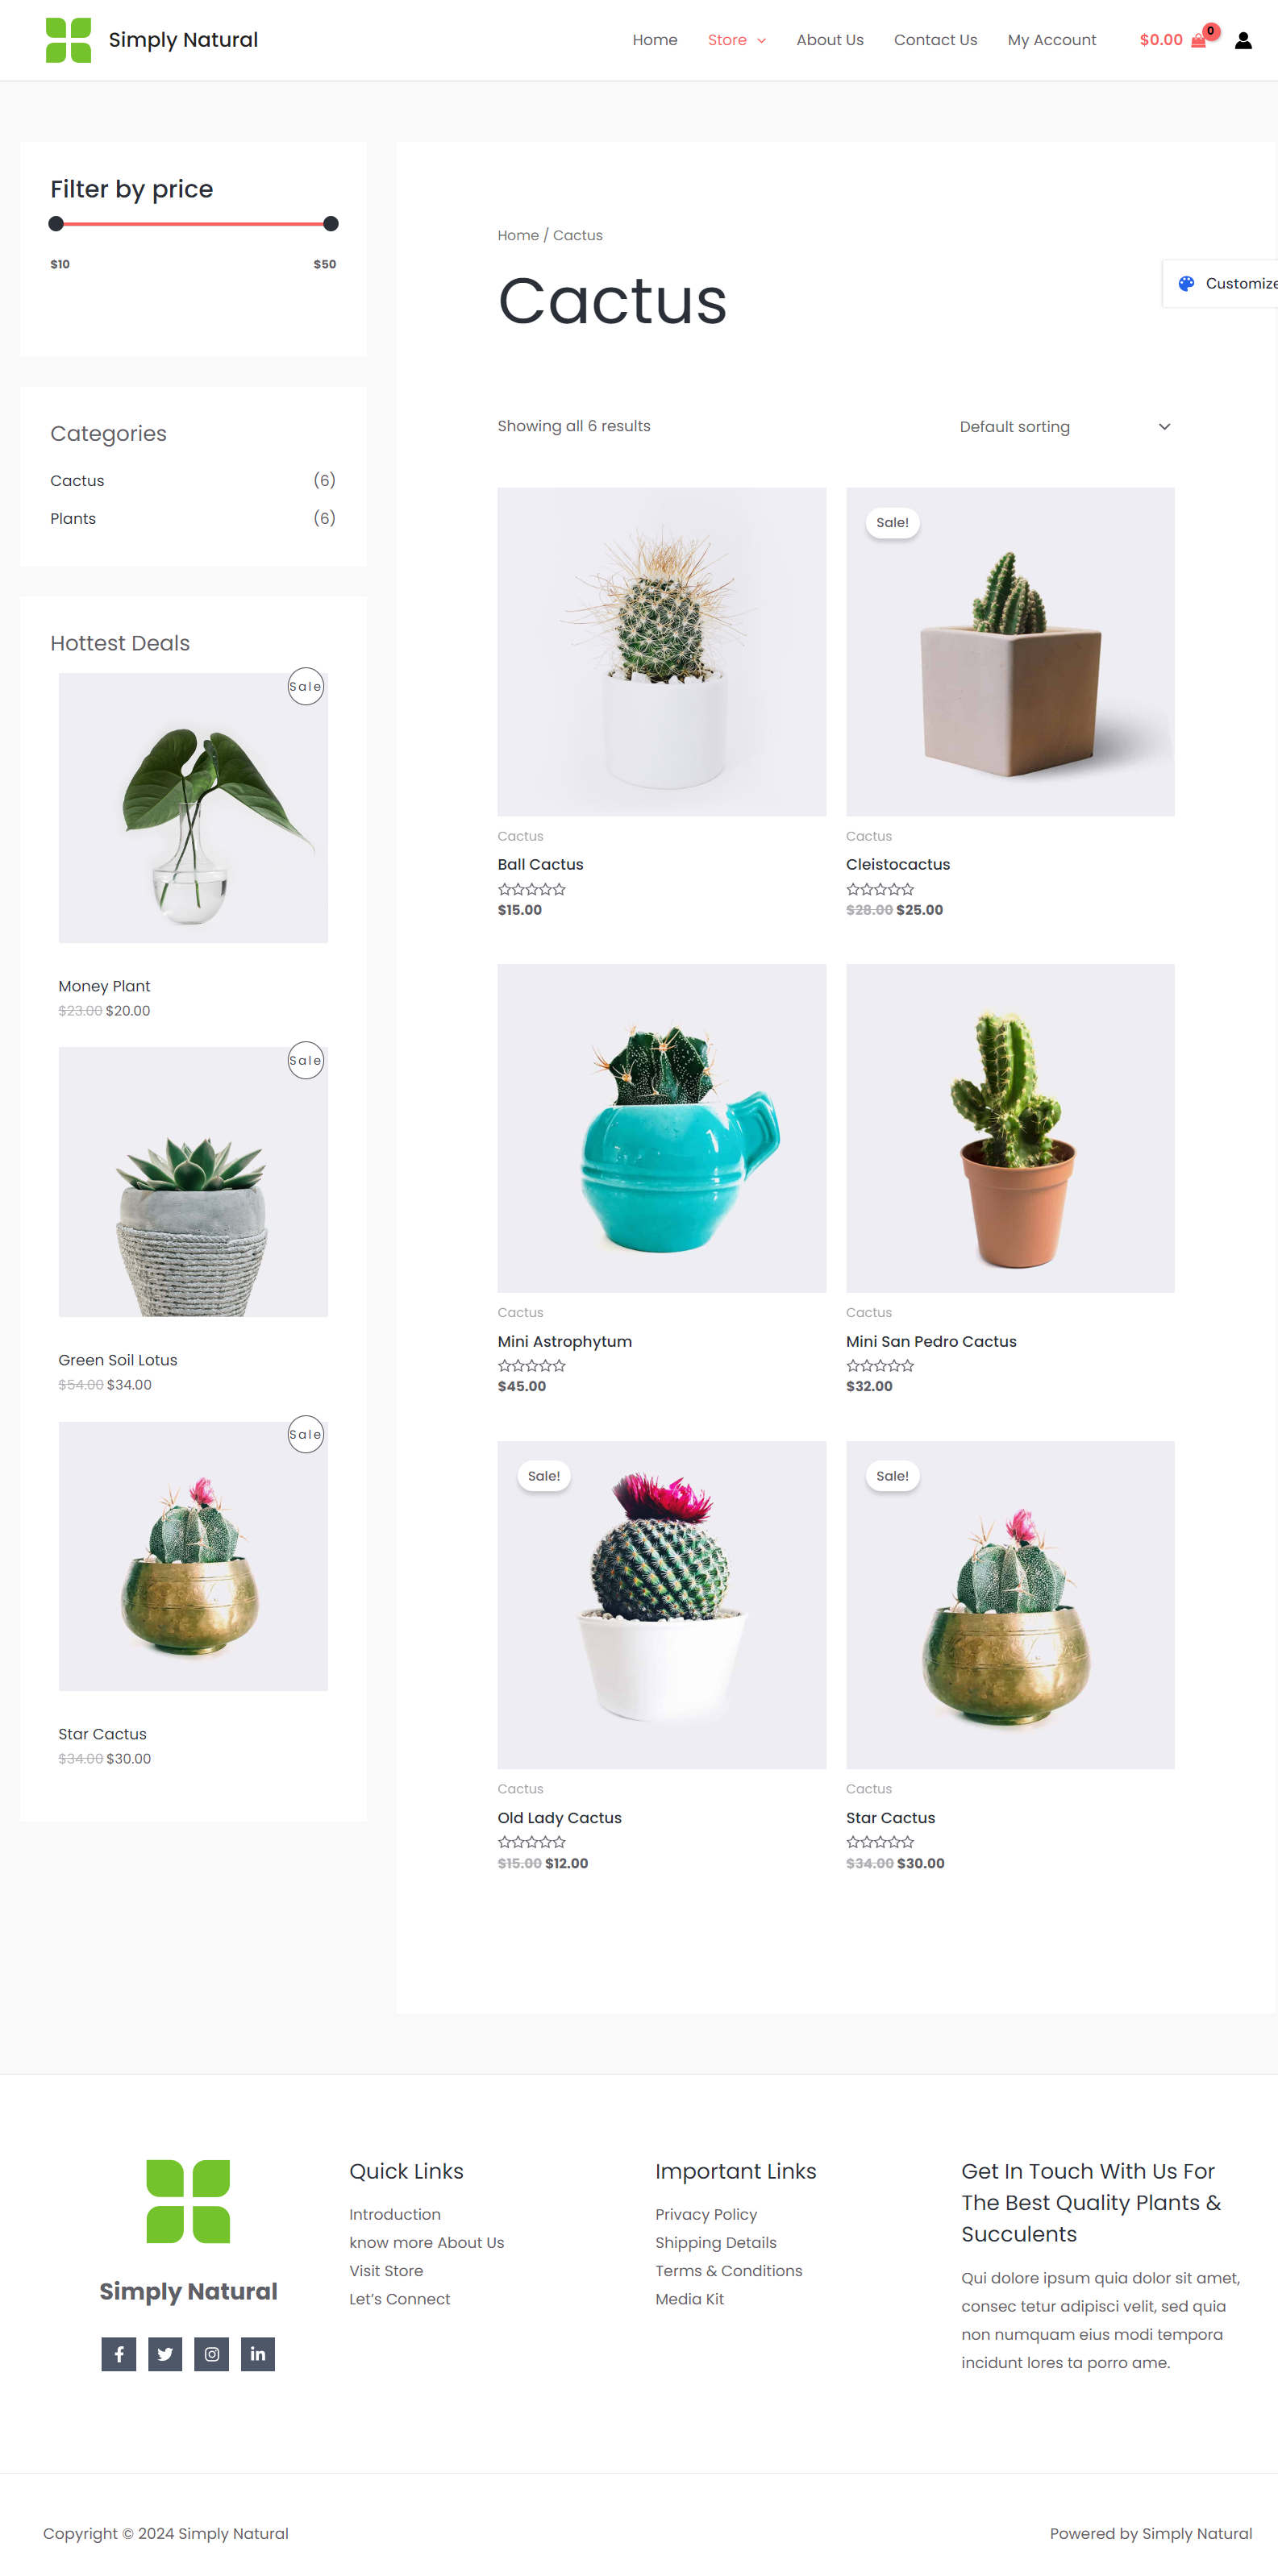 Simply Natural
Home Store About Us Contact Us My Account $0.00 0
Filter by price
$10 $50
Categories
Cactus (6)
Plants (6)
Hottest Deals
Sale
Money Plant
$23.00 $20.00
Sale
Green Soil Lotus
$54.00 $34.00
Sale
Star Cactus
$34.00 $30.00
Home / Cactus
Cactus
Customize
Showing all 6 results Default sorting
Cactus
Ball Cactus
$15.00
Sale!
Cactus
Cleistocactus
$28.00 $25.00
Cactus
Mini Astrophytum
$45.00
Cactus
Mini San Pedro Cactus
$32.00
Sale!
Cactus
Old Lady Cactus
$15.00 $12.00
Sale!
Cactus
Star Cactus
$34.00 $30.00
Simply Natural
Quick Links
Introduction
know more About Us
Visit Store
Let's Connect
Important Links
Privacy Policy
Shipping Details
Terms & Conditions
Media Kit
Get In Touch With Us For
The Best Quality Plants &
Succulents
Qui dolore ipsum quia dolor sit amet,
consec tetur adipisci velit, sed quia
non numquam eius modi tempora
incidunt lores ta porro ame.
Copyright © 2024 Simply Natural
Powered by Simply Natural